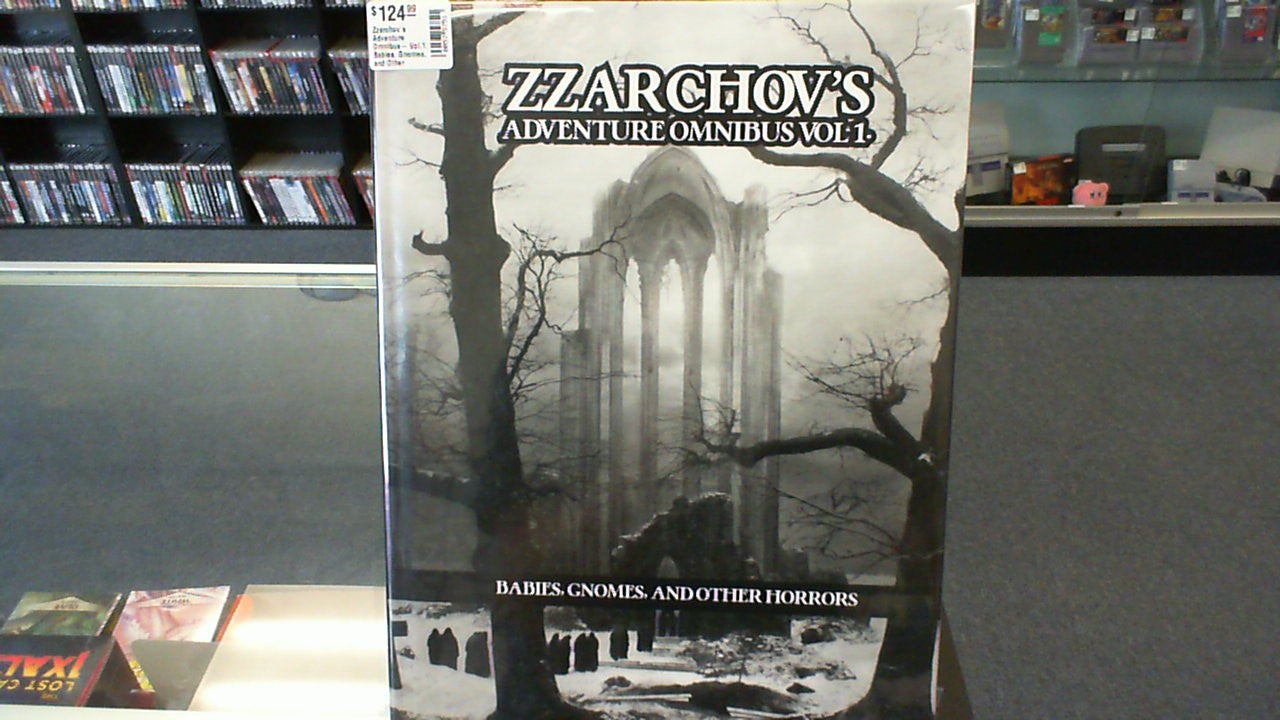 $124.99
Zzarchov's
Adventure
Omnibus - Vol 1:
Babies, Gnomes,
and Other
ZZARCHOV'S
ADVENTURE OMNIBUS VOL 1.
BABIES, GNOMES, AND OTHER HORRORS
THE
LOST CA
IXAL